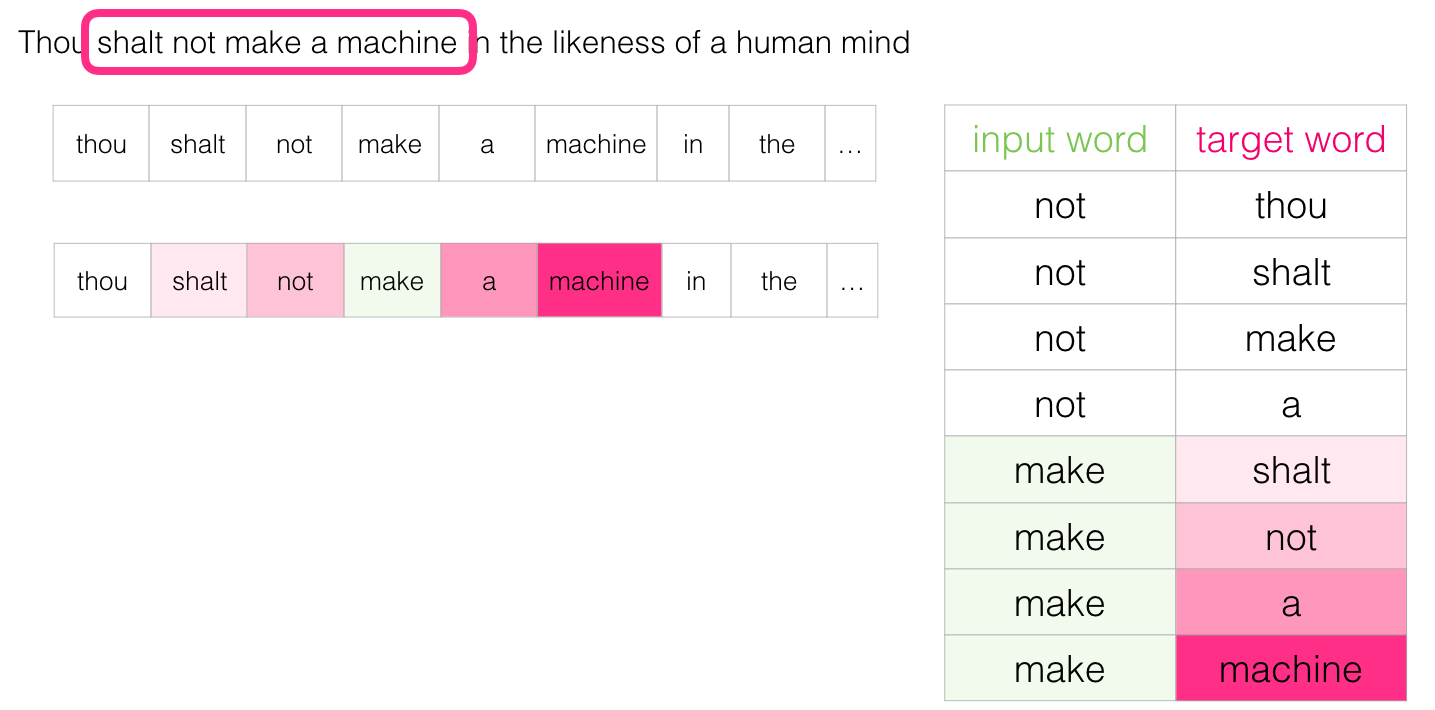 Thou shalt not make a machine in the likeness of a human mind
thou shalt not make a machine in the ...
thou shalt not make a machine in the ...
input word target word
not thou
not shalt
not make
not a
make shalt
make not
make a
make machine